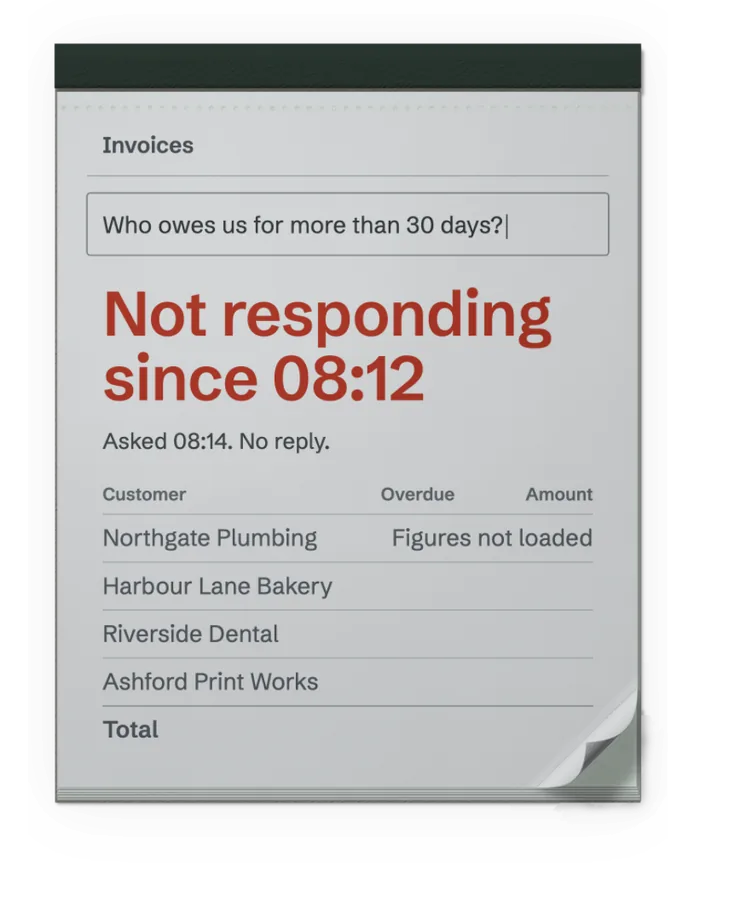 Invoices
Who owes us for more than 30 days?
Not responding
since 08:12
Asked 08:14. No reply.
Customer Overdue Amount
Northgate Plumbing Figures not loaded
Harbour Lane Bakery
Riverside Dental
Ashford Print Works
Total